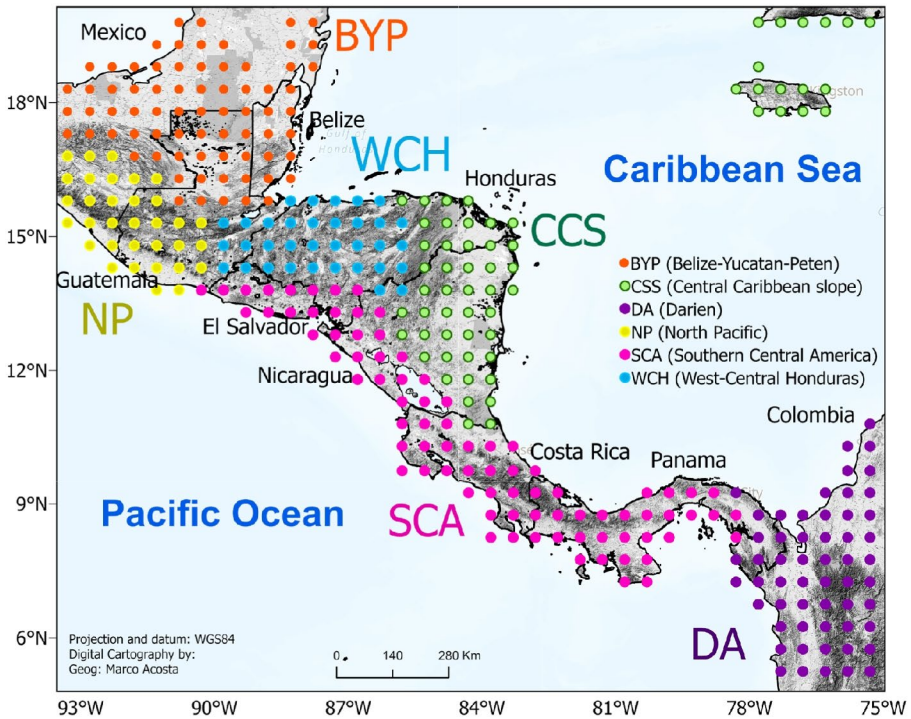 Mexico
BYP
18°N
Belize
Gulf of
WCH
Honduras
Caribbean Sea
CCS
15°N
Guatemala
NP
El Salvador
BYP (Belize-Yucatan-Peten)
CSS (Central Caribbean slope)
DA (Darien)
NP (North Pacific)
SCA (Southern Central America)
WCH (West-Central Honduras)
12°N
Nicaragua
Colombia
Costa Rica
Panama
9°N
Pacific Ocean
SCA
DA
6°N
Projection and datum: WGS84
Digital Cartography by:
Geog: Marco Acosta
0 140 280 Km
93°W 90°W 87°W 84°W 81°W 78°W 75°W